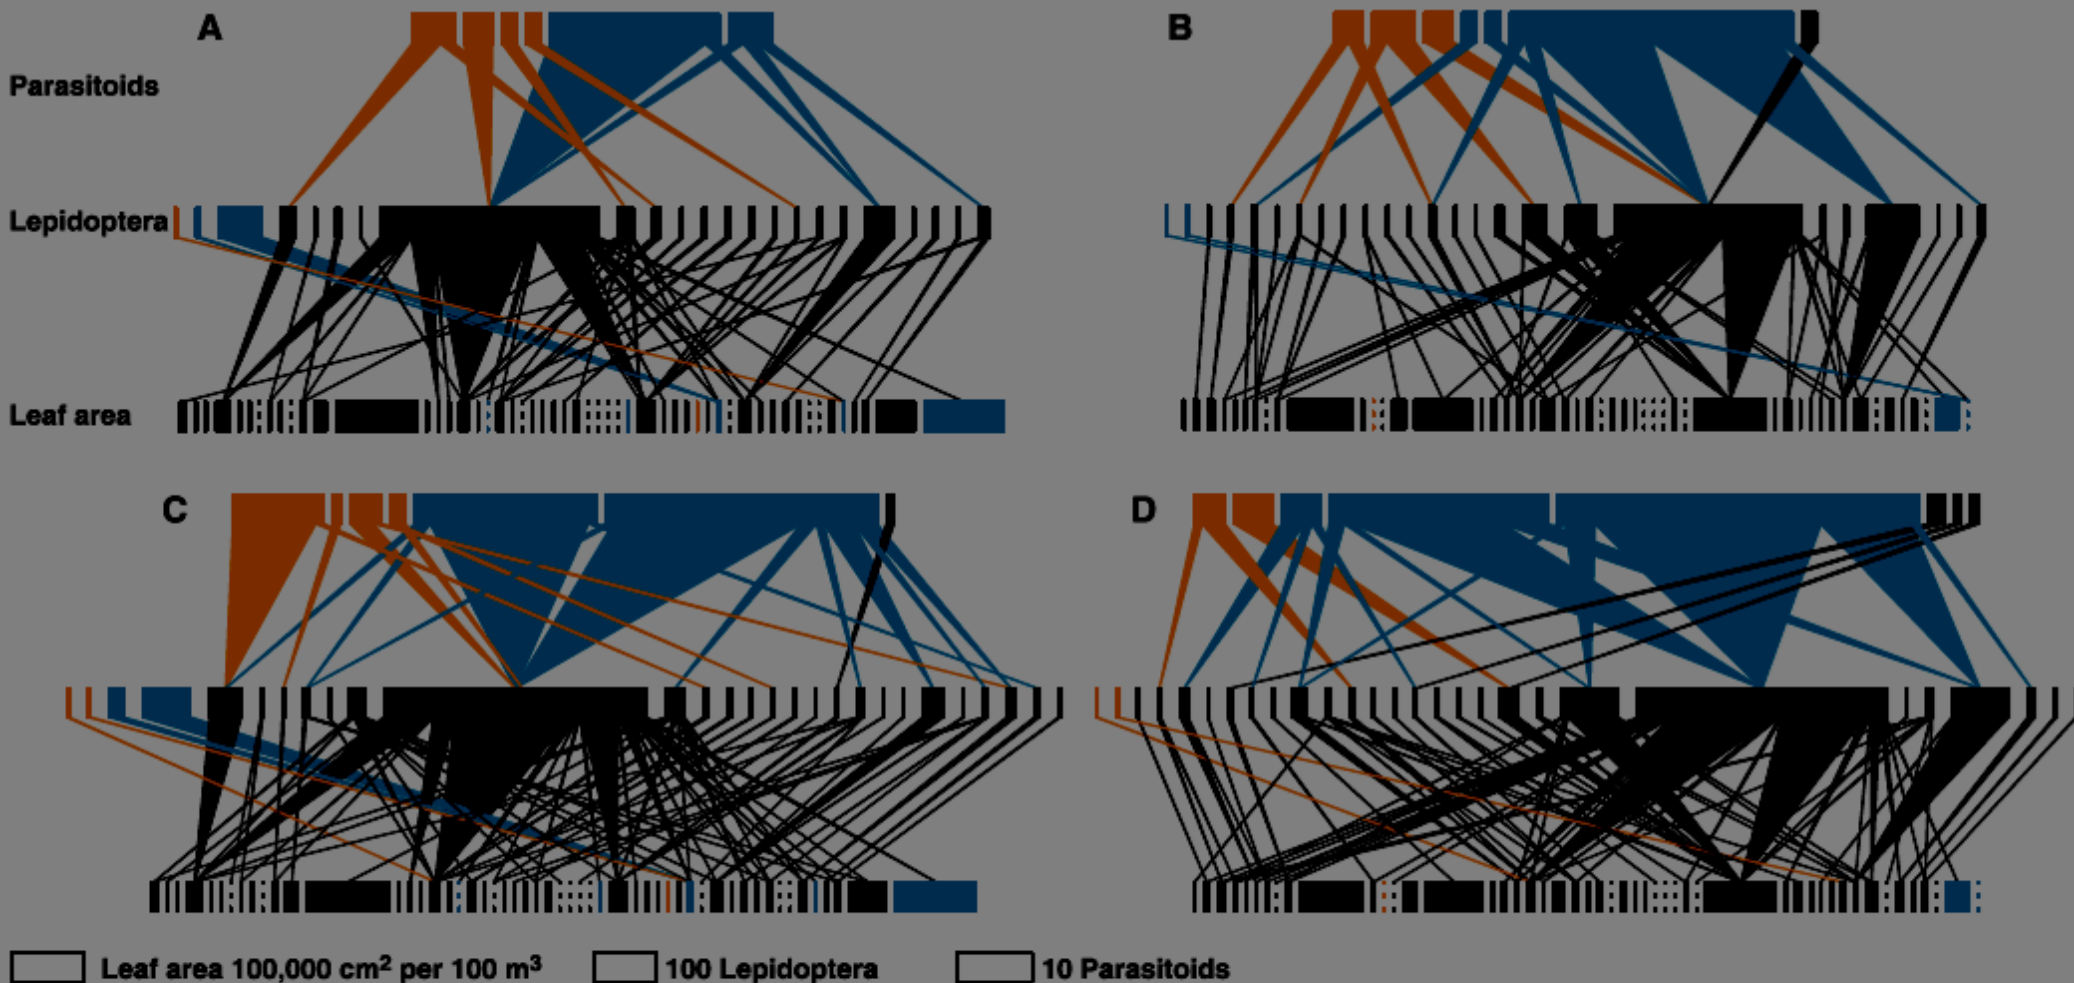 A
B
Parasitoids
Lepidoptera
Leaf area
C
D
Leaf area 100,000 cm² per 100 m³
100 Lepidoptera
10 Parasitoids